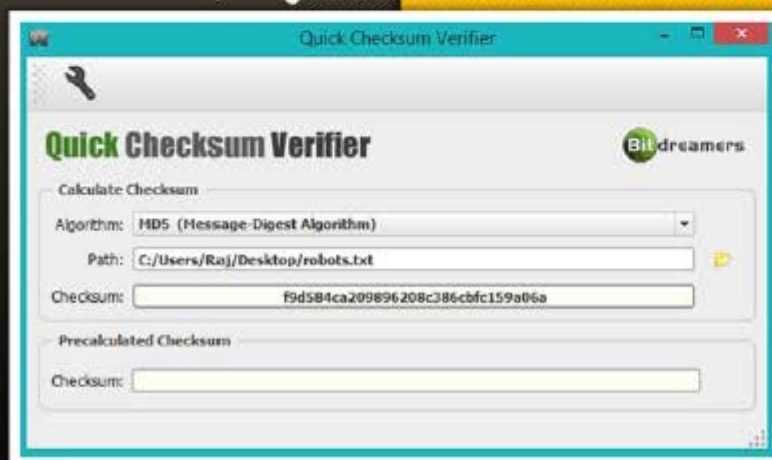 Quick Checksum Verifier
Quick Checksum Verifier
Bitdreamers
Calculate Checksum
Algorithm: MD5 (Message-Digest Algorithm)
Path: C:/Users/Raj/Desktop/robots.txt
Checksum: f9d584ca209896208c386cbfc159a06a
Precalculated Checksum
Checksum: